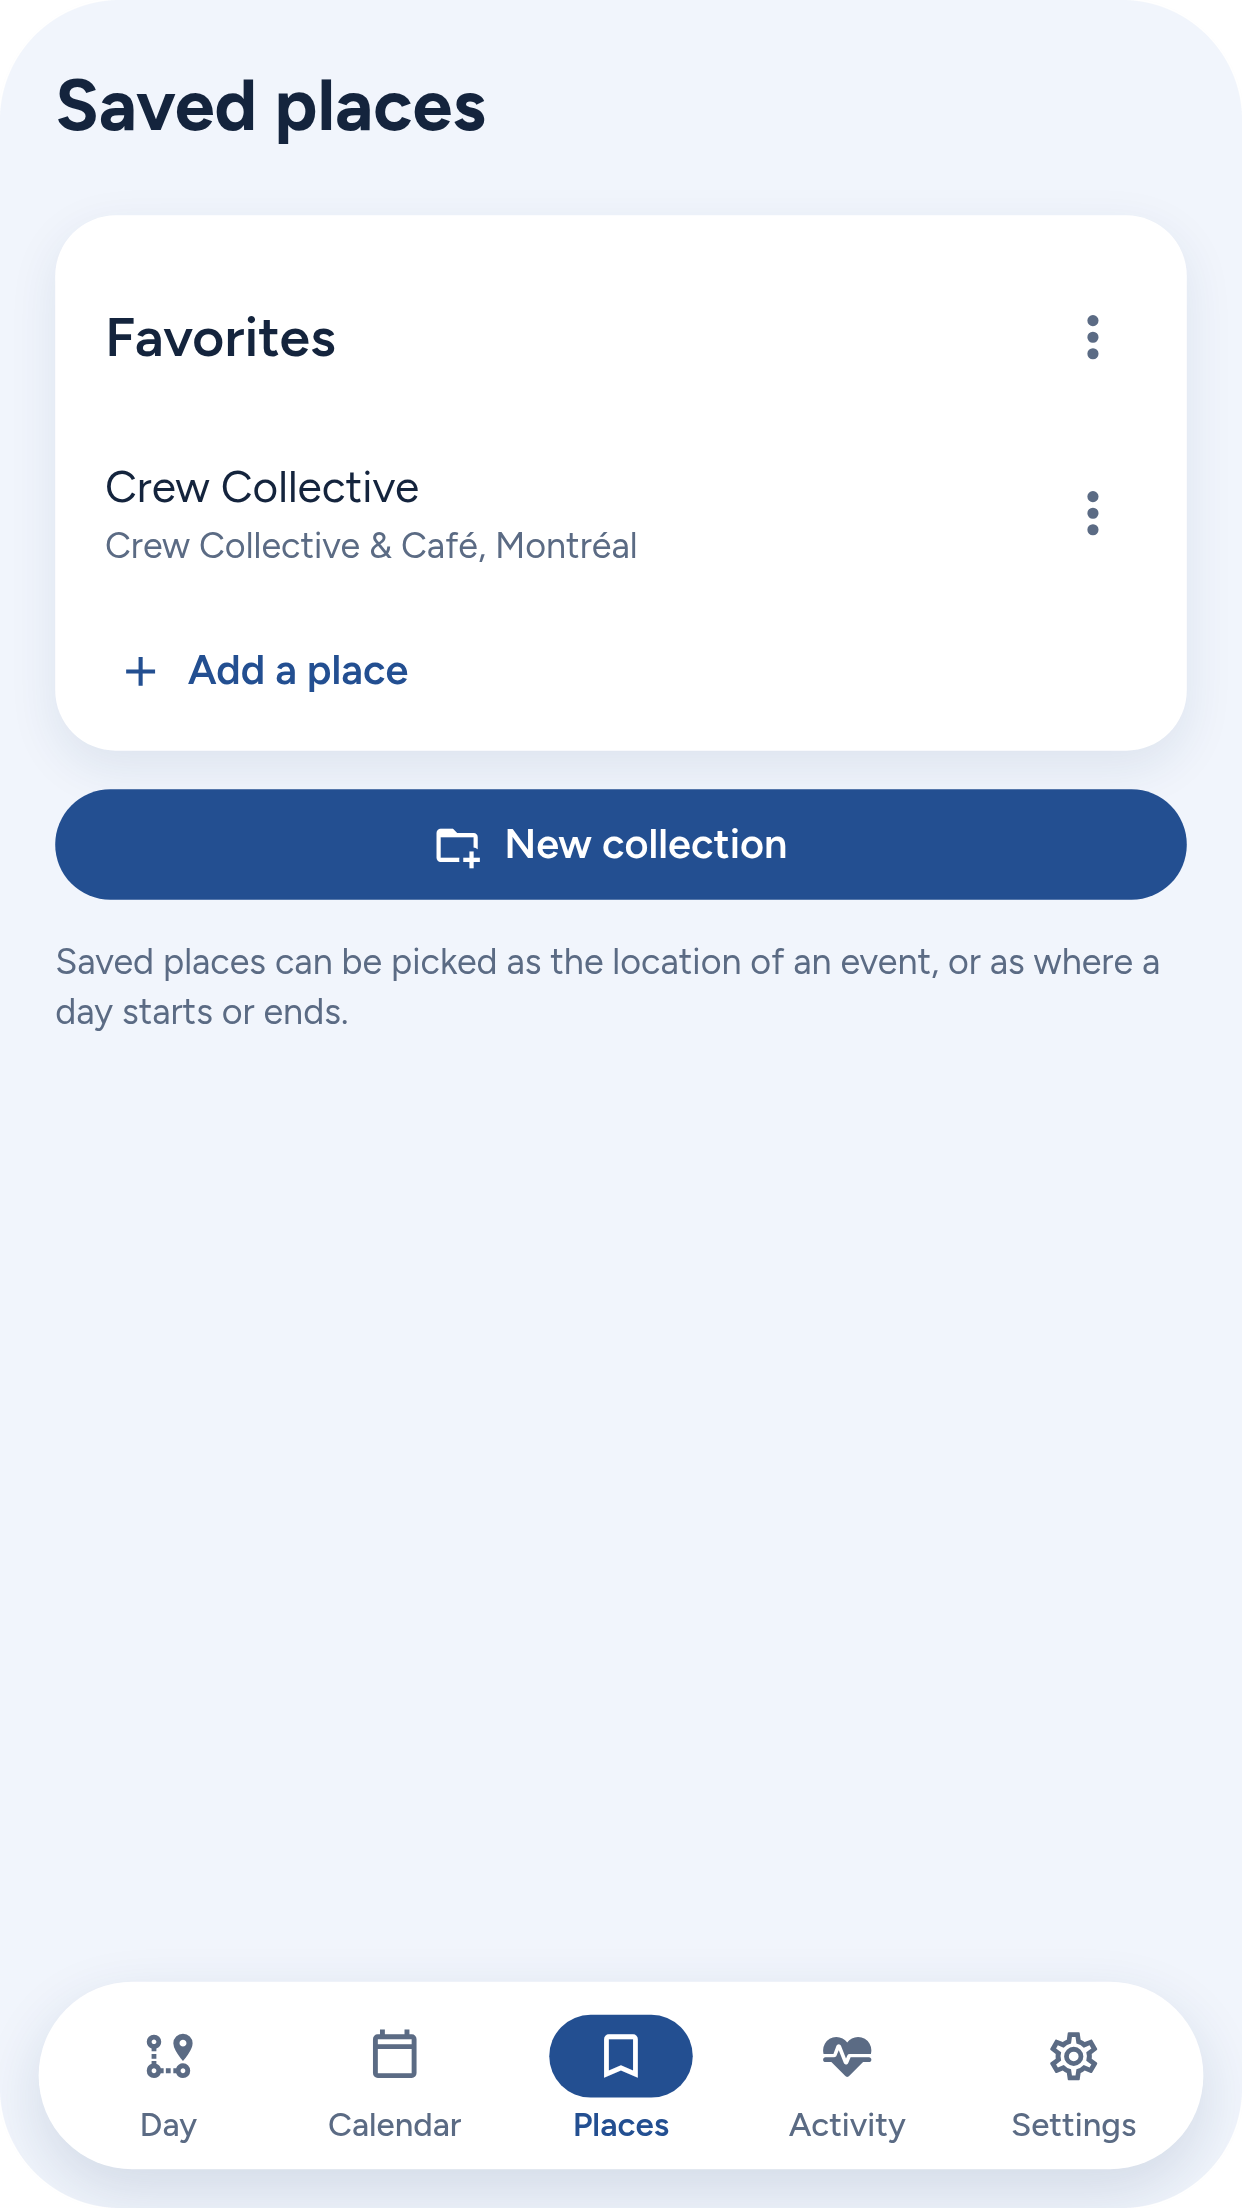 Saved places
Favorites
Crew Collective
Crew Collective & Café, Montréal
Add a place
New collection
Saved places can be picked as the location of an event, or as where a
day starts or ends.
Day
Calendar
Places
Activity
Settings